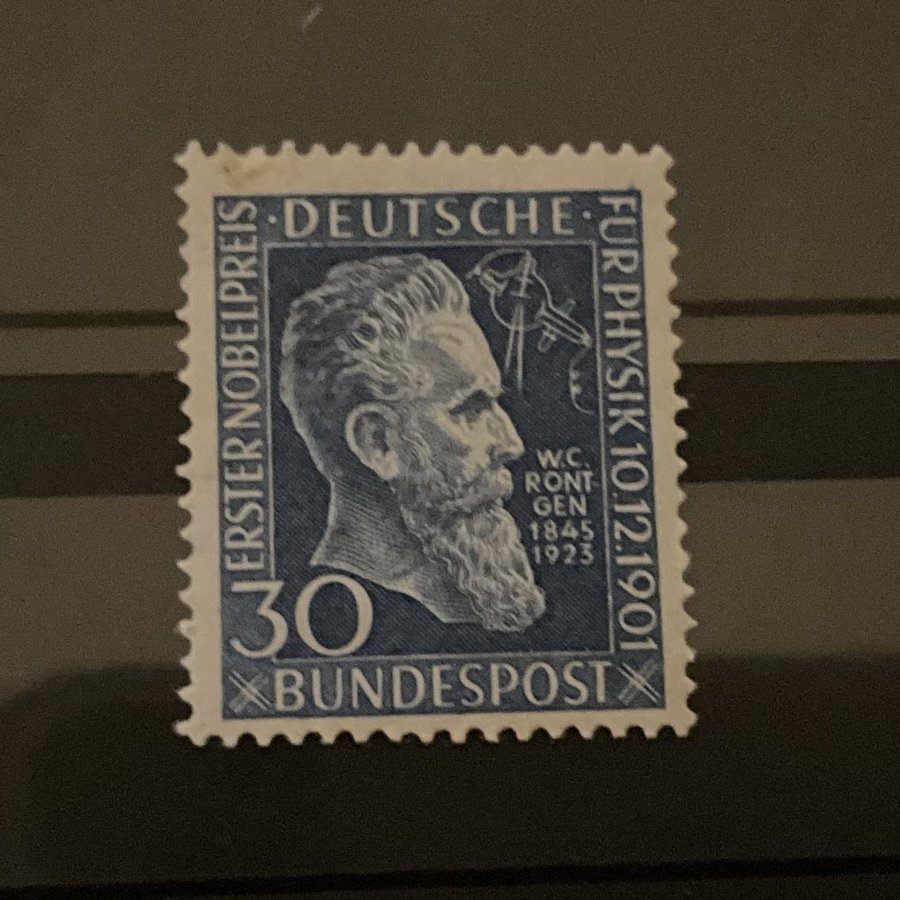 ·DEUTSCHE·
ERSTER NOBELPREIS
FÜR PHYSIK 10.12.1901
W.C.
RÖNT
GEN
1845
1923
30
BUNDESPOST